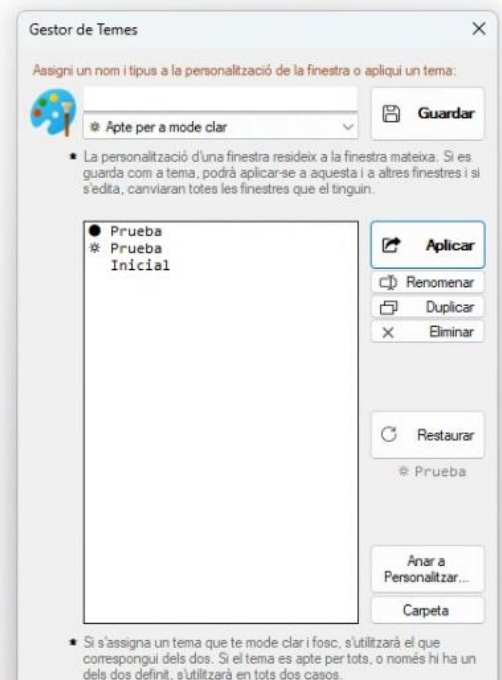 Gestor de Temes
Assigni un nom i tipus a la personalització de la finestra o apliqui un tema:
Guardar
☼ Apte per a mode clar
* La personalització d'una finestra resideix a la finestra mateixa. Si es
guarda com a tema, podrà aplicar-se a aquesta i a altres finestres i si
s'edita, canviaran totes les finestres que el tinguin.
● Prueba
☼ Prueba
Inicial
Aplicar
Renomenar
Duplicar
Eliminar
Restaurar
☼ Prueba
Anar a
Personalitzar...
Carpeta
* Si s'assigna un tema que te mode clar i fosc, s'utilitzarà el que
correspongui dels dos. Si el tema es apte per tots, o només hi ha un
dels dos definit, s'utilitzarà en tots dos casos.